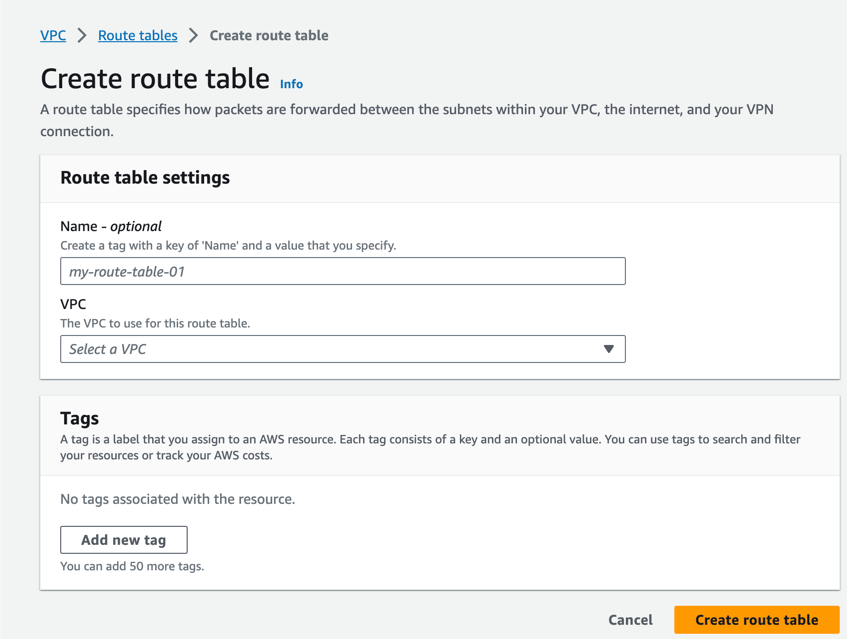 VPC > Route tables > Create route table
Create route table Info
A route table specifies how packets are forwarded between the subnets within your VPC, the internet, and your VPN
connection.
Route table settings
Name - optional
Create a tag with a key of 'Name' and a value that you specify.
my-route-table-01
VPC
The VPC to use for this route table.
Select a VPC
Tags
A tag is a label that you assign to an AWS resource. Each tag consists of a key and an optional value. You can use tags to search and filter
your resources or track your AWS costs.
No tags associated with the resource.
Add new tag
You can add 50 more tags.
Cancel Create route table